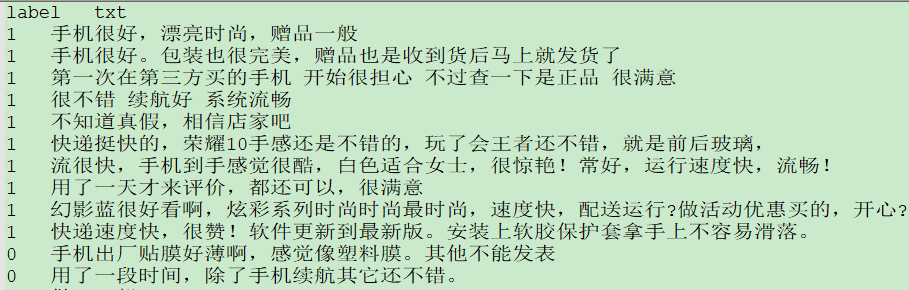 label txt
1 手机很好，漂亮时尚，赠品一般
1 手机很好。包装也很完美，赠品也是收到货后马上就发货了
1 第一次在第三方买的手机 开始很担心 不过查一下是正品 很满意
1 很不错 续航好 系统流畅
1 不知道真假，相信店家吧
1 快递挺快的，荣耀10手感还是不错的，玩了会王者还不错，就是前后玻璃，
1 流很快，手机到手感觉很酷，白色适合女士，很惊艳！常好，运行速度快，流畅！
1 用了一天才来评价，都还可以，很满意
1 幻影蓝很好看啊，炫彩系列时尚时尚最时尚，速度快，配送运行?做活动优惠买的，开心?
1 快递速度快，很赞！软件更新到最新版。安装上软胶保护套拿手上不容易滑落。
0 手机出厂贴膜好薄啊，感觉像塑料膜。其他不能发表
0 用了一段时间，除了手机续航其它还不错。